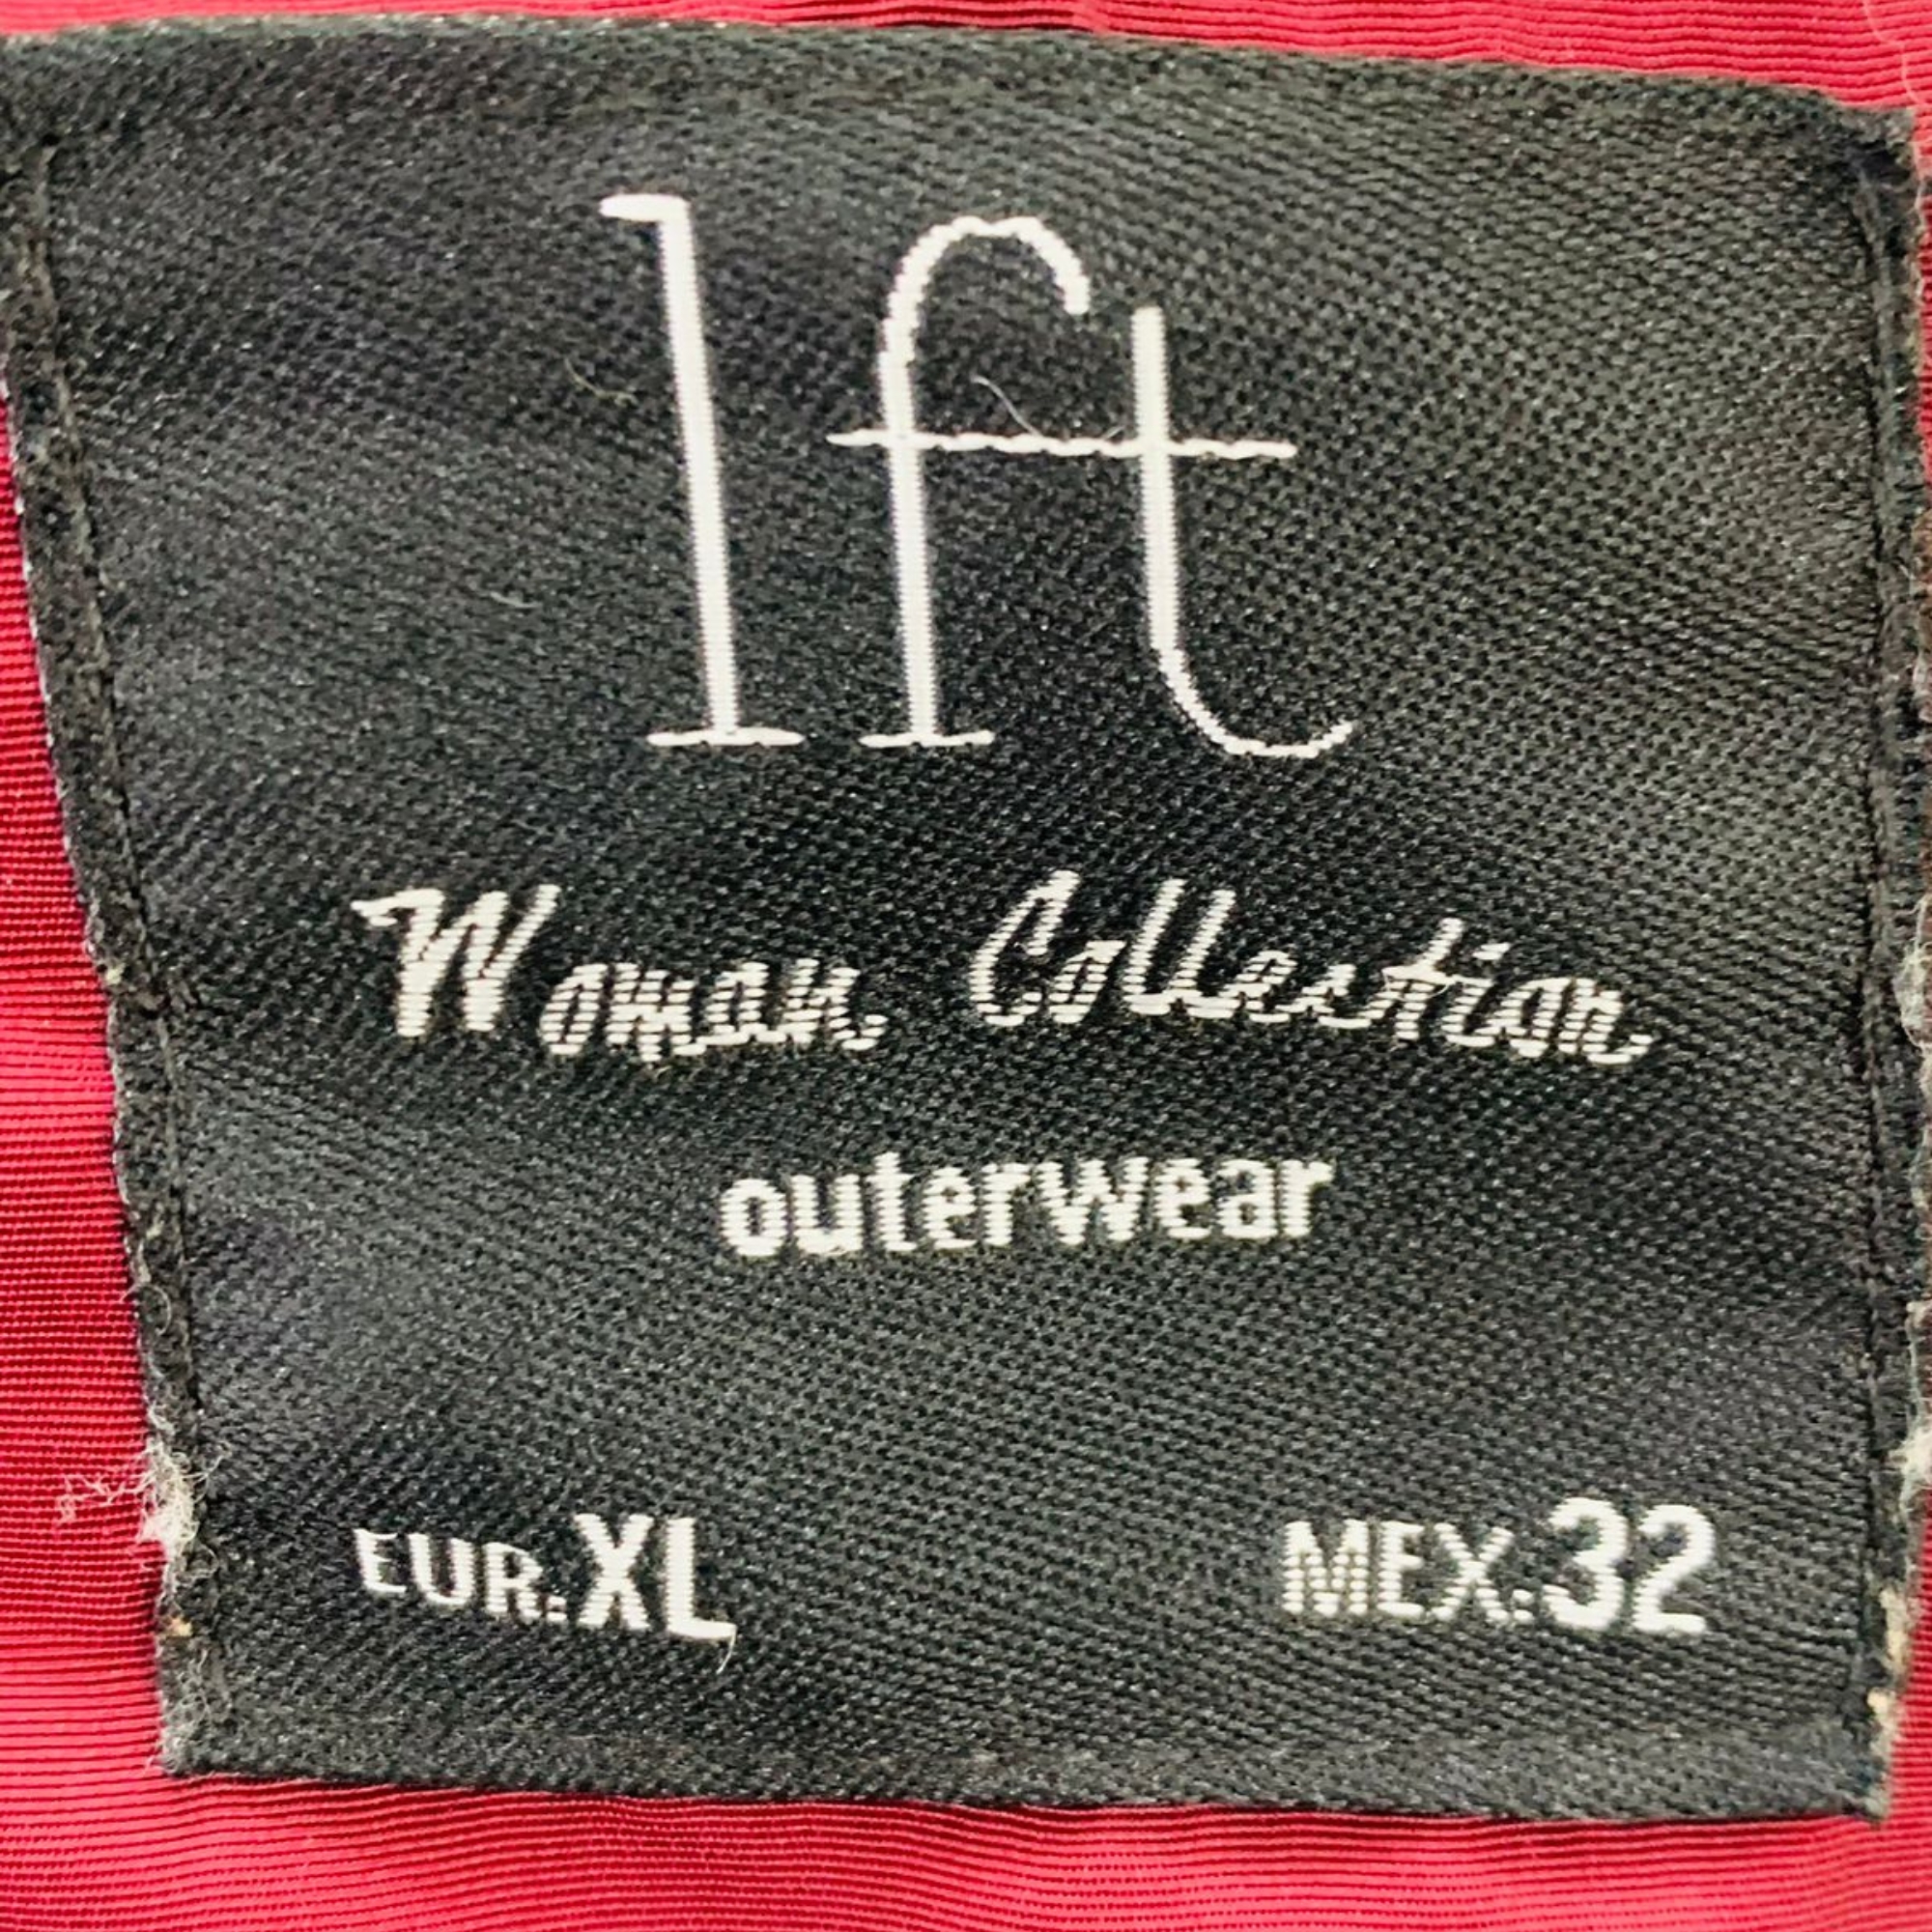 lft
Woman Collection
outerwear
EUR.:XL MEX.:32